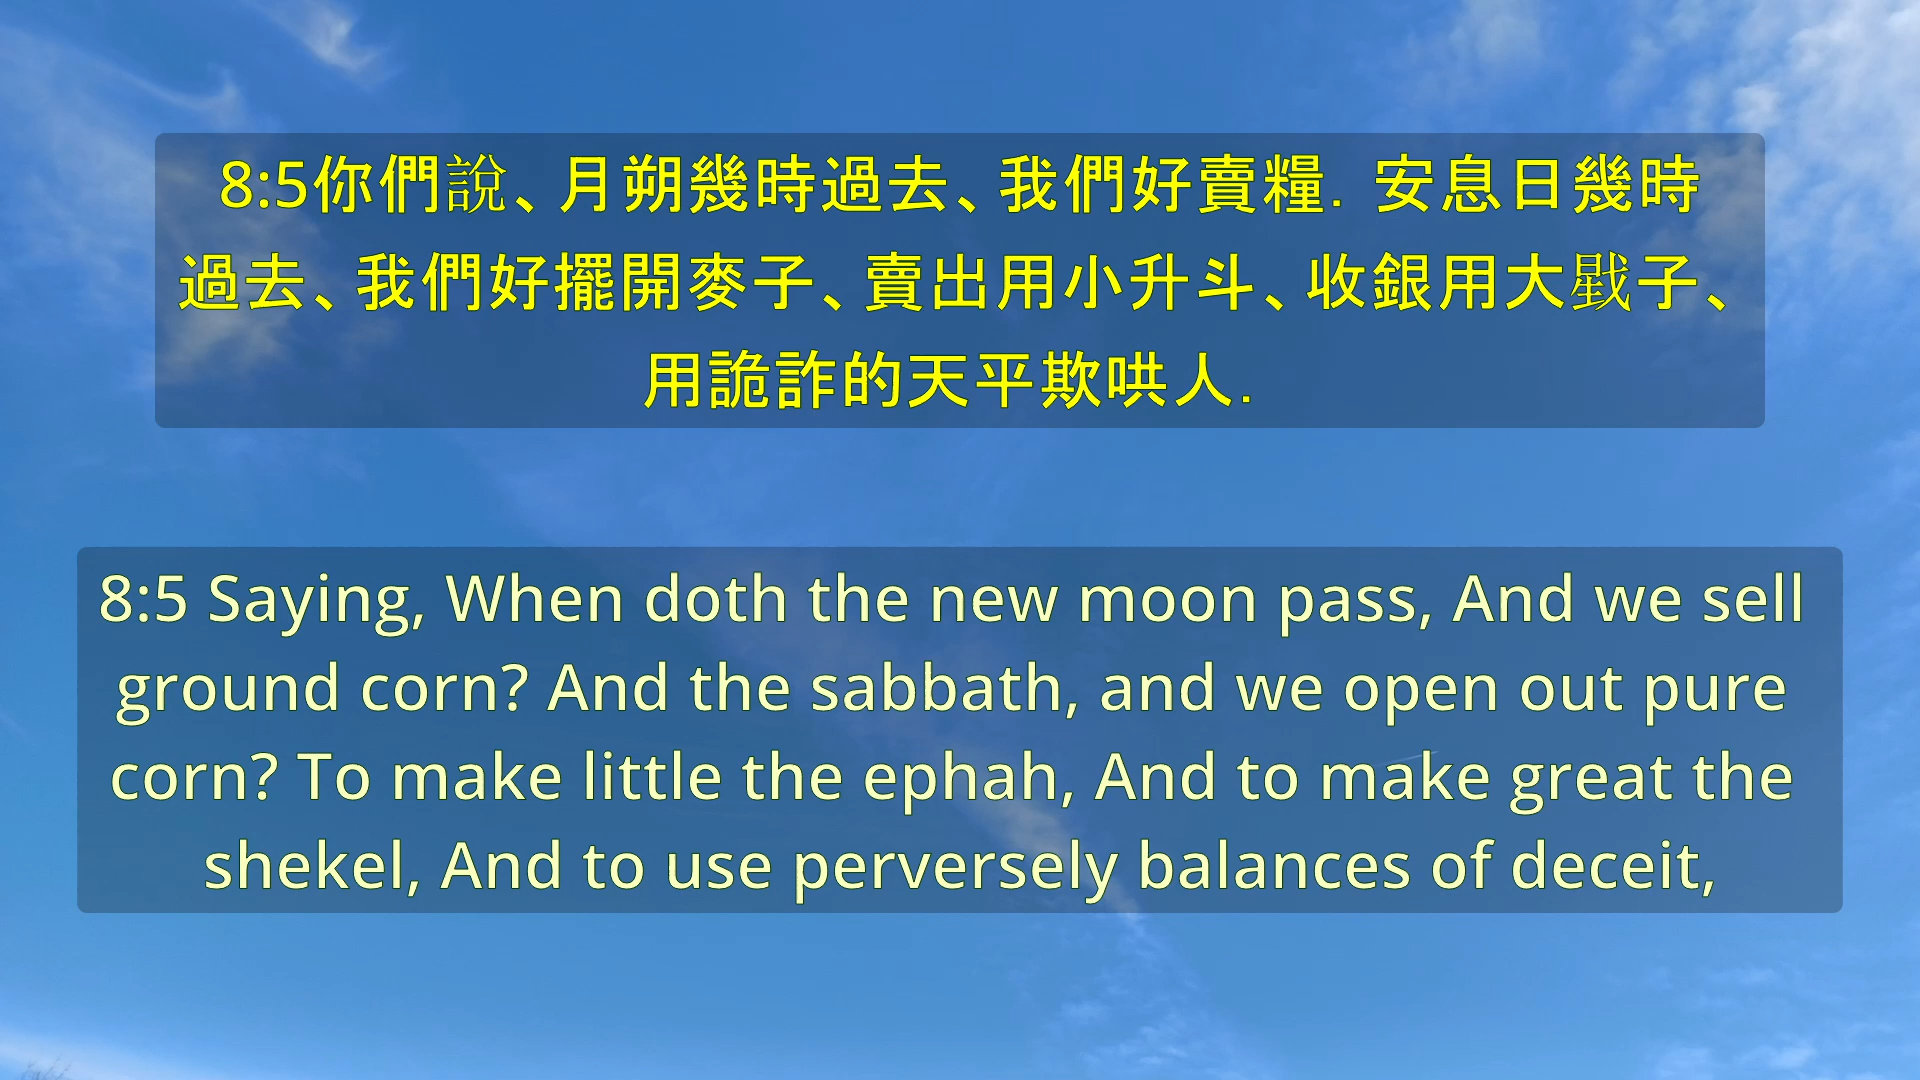 8:5你們說、月朔幾時過去、我們好賣糧. 安息日幾時
過去、我們好擺開麥子、賣出用小升斗、收銀用大戥子、
用詭詐的天平欺哄人.
8:5 Saying, When doth the new moon pass, And we sell
ground corn? And the sabbath, and we open out pure
corn? To make little the ephah, And to make great the
shekel, And to use perversely balances of deceit,